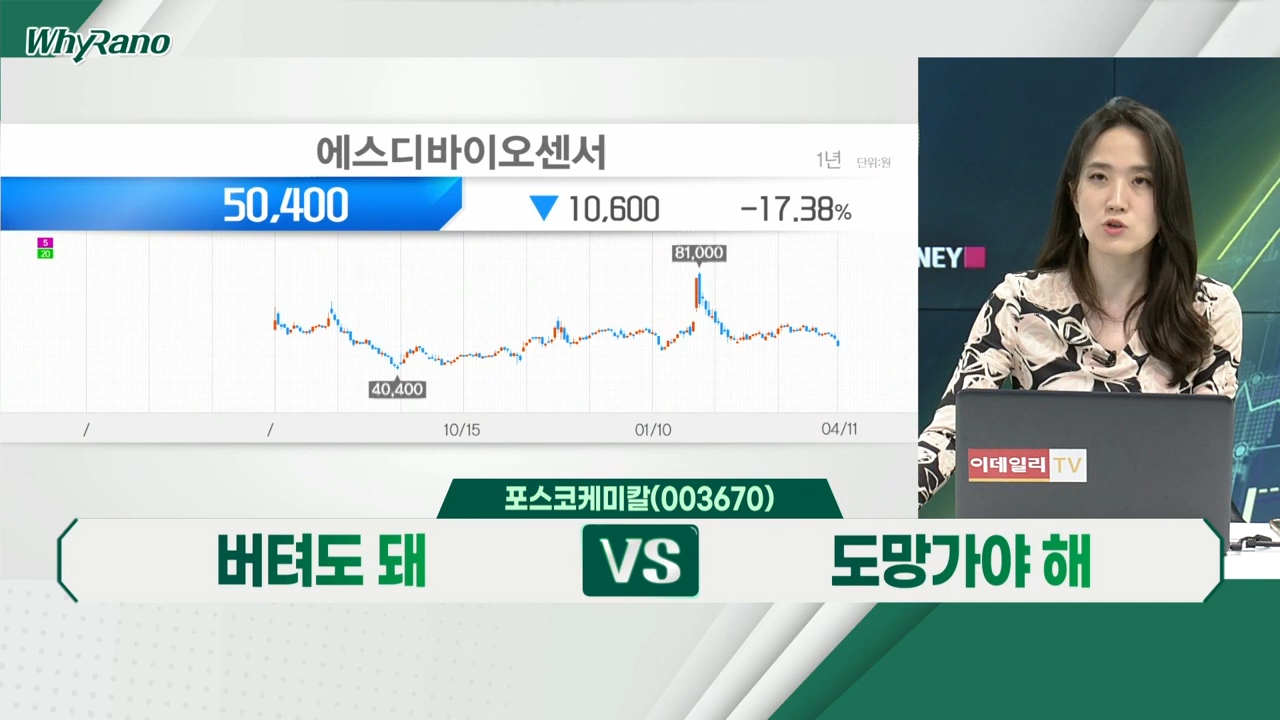 WhyRano
에스디바이오센서
1년 단위:원
50,400 ▼ 10,600 -17.38%
5
20
81,000
40,400
/ / 10/15 01/10 04/11
NEY
이데일리 TV
포스코케미칼(003670)
버텨도 돼 VS 도망가야 해